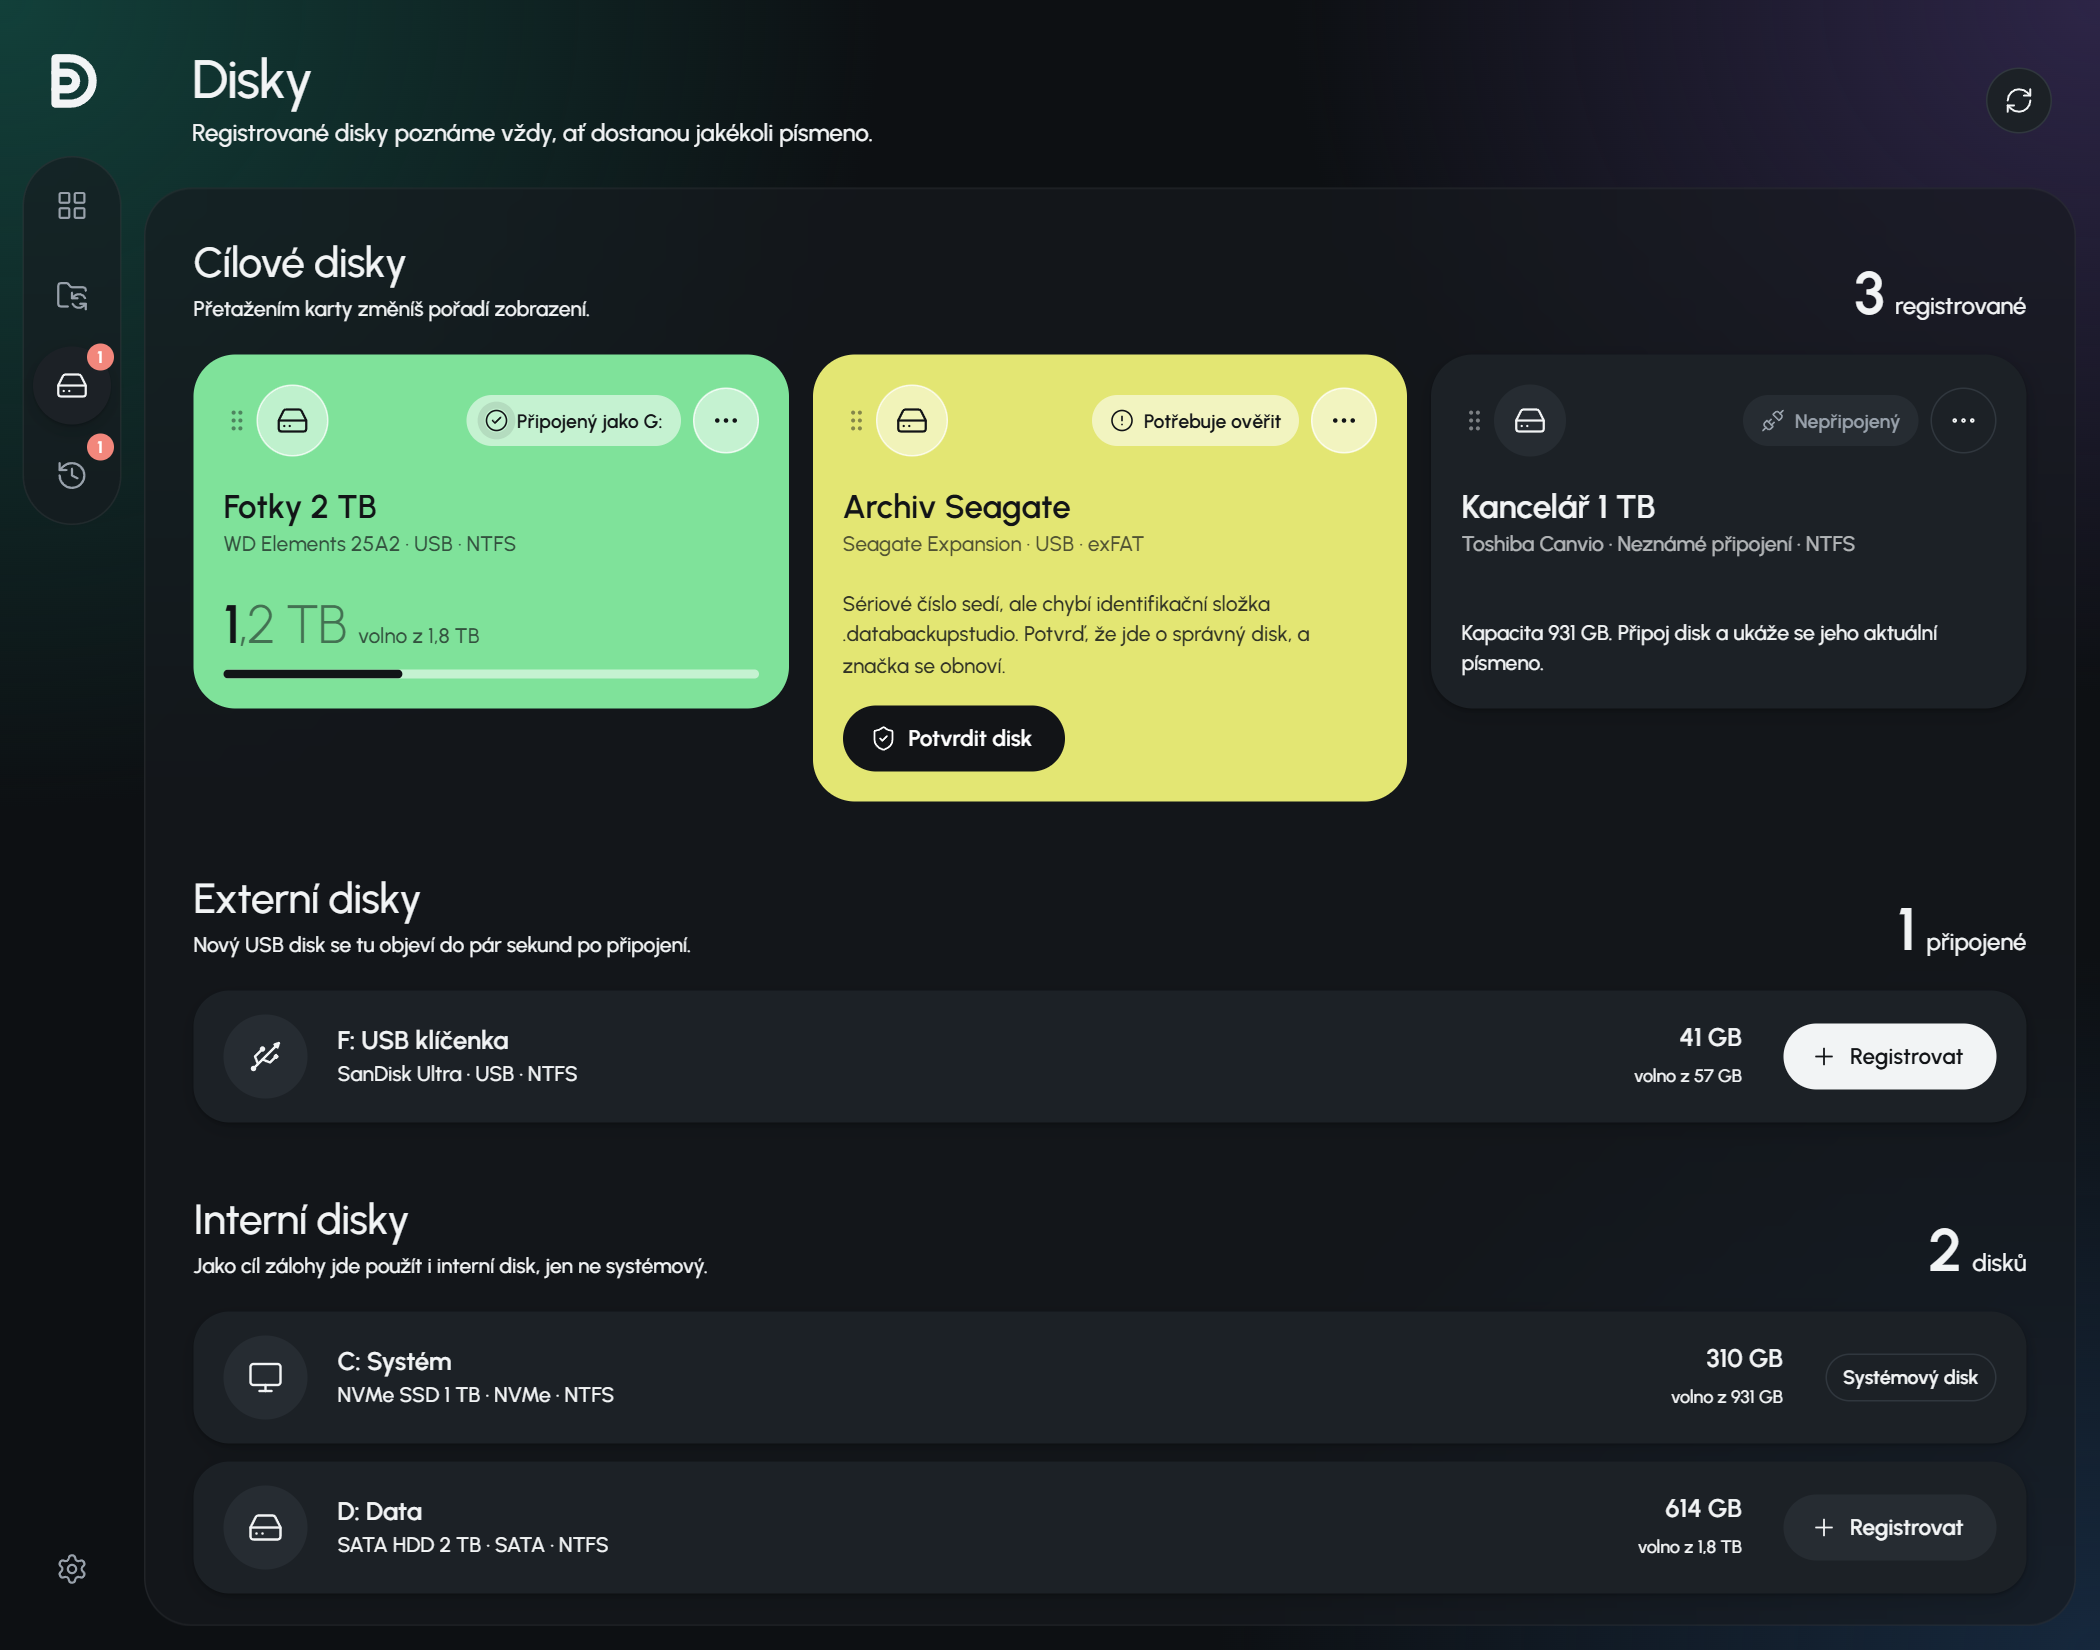 Disky
Registrované disky poznáme vždy, ať dostanou jakékoli písmeno.
1
1
Cílové disky
Přetažením karty změníš pořadí zobrazení.
3 registrované
Připojený jako G:
Fotky 2 TB
WD Elements 25A2 · USB · NTFS
1,2 TB volno z 1,8 TB
Potřebuje ověřit
Archiv Seagate
Seagate Expansion · USB · exFAT
Sériové číslo sedí, ale chybí identifikační složka
.databackupstudio. Potvrď, že jde o správný disk, a
značka se obnoví.
Potvrdit disk
Nepřipojený
Kancelář 1 TB
Toshiba Canvio · Neznámé připojení · NTFS
Kapacita 931 GB. Připoj disk a ukáže se jeho aktuální
písmeno.
Externí disky
Nový USB disk se tu objeví do pár sekund po připojení.
1 připojené
F: USB klíčenka
SanDisk Ultra · USB · NTFS
41 GB
volno z 57 GB
Registrovat
Interní disky
Jako cíl zálohy jde použít i interní disk, jen ne systémový.
2 disků
C: Systém
NVMe SSD 1 TB · NVMe · NTFS
310 GB
volno z 931 GB
Systémový disk
D: Data
SATA HDD 2 TB · SATA · NTFS
614 GB
volno z 1,8 TB
Registrovat